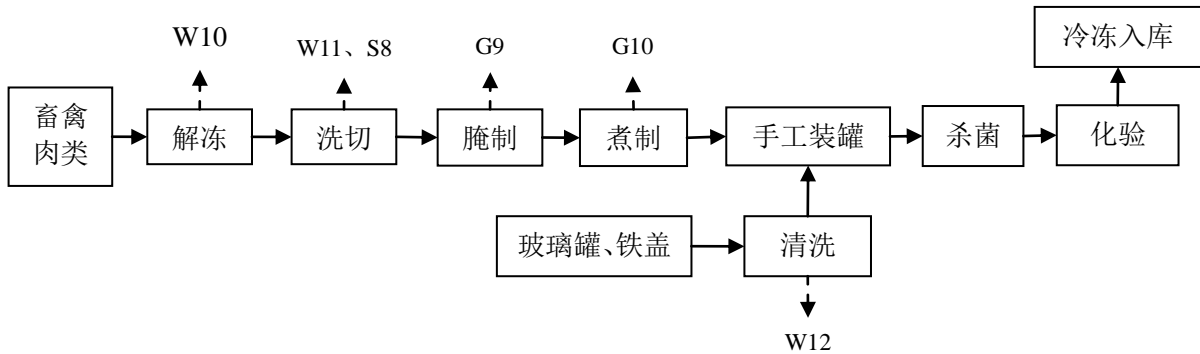 W10
W11、S8
G9
G10
冷冻入库
畜禽
肉类
解冻
洗切
腌制
煮制
手工装罐
杀菌
化验
玻璃罐、铁盖
清洗
W12